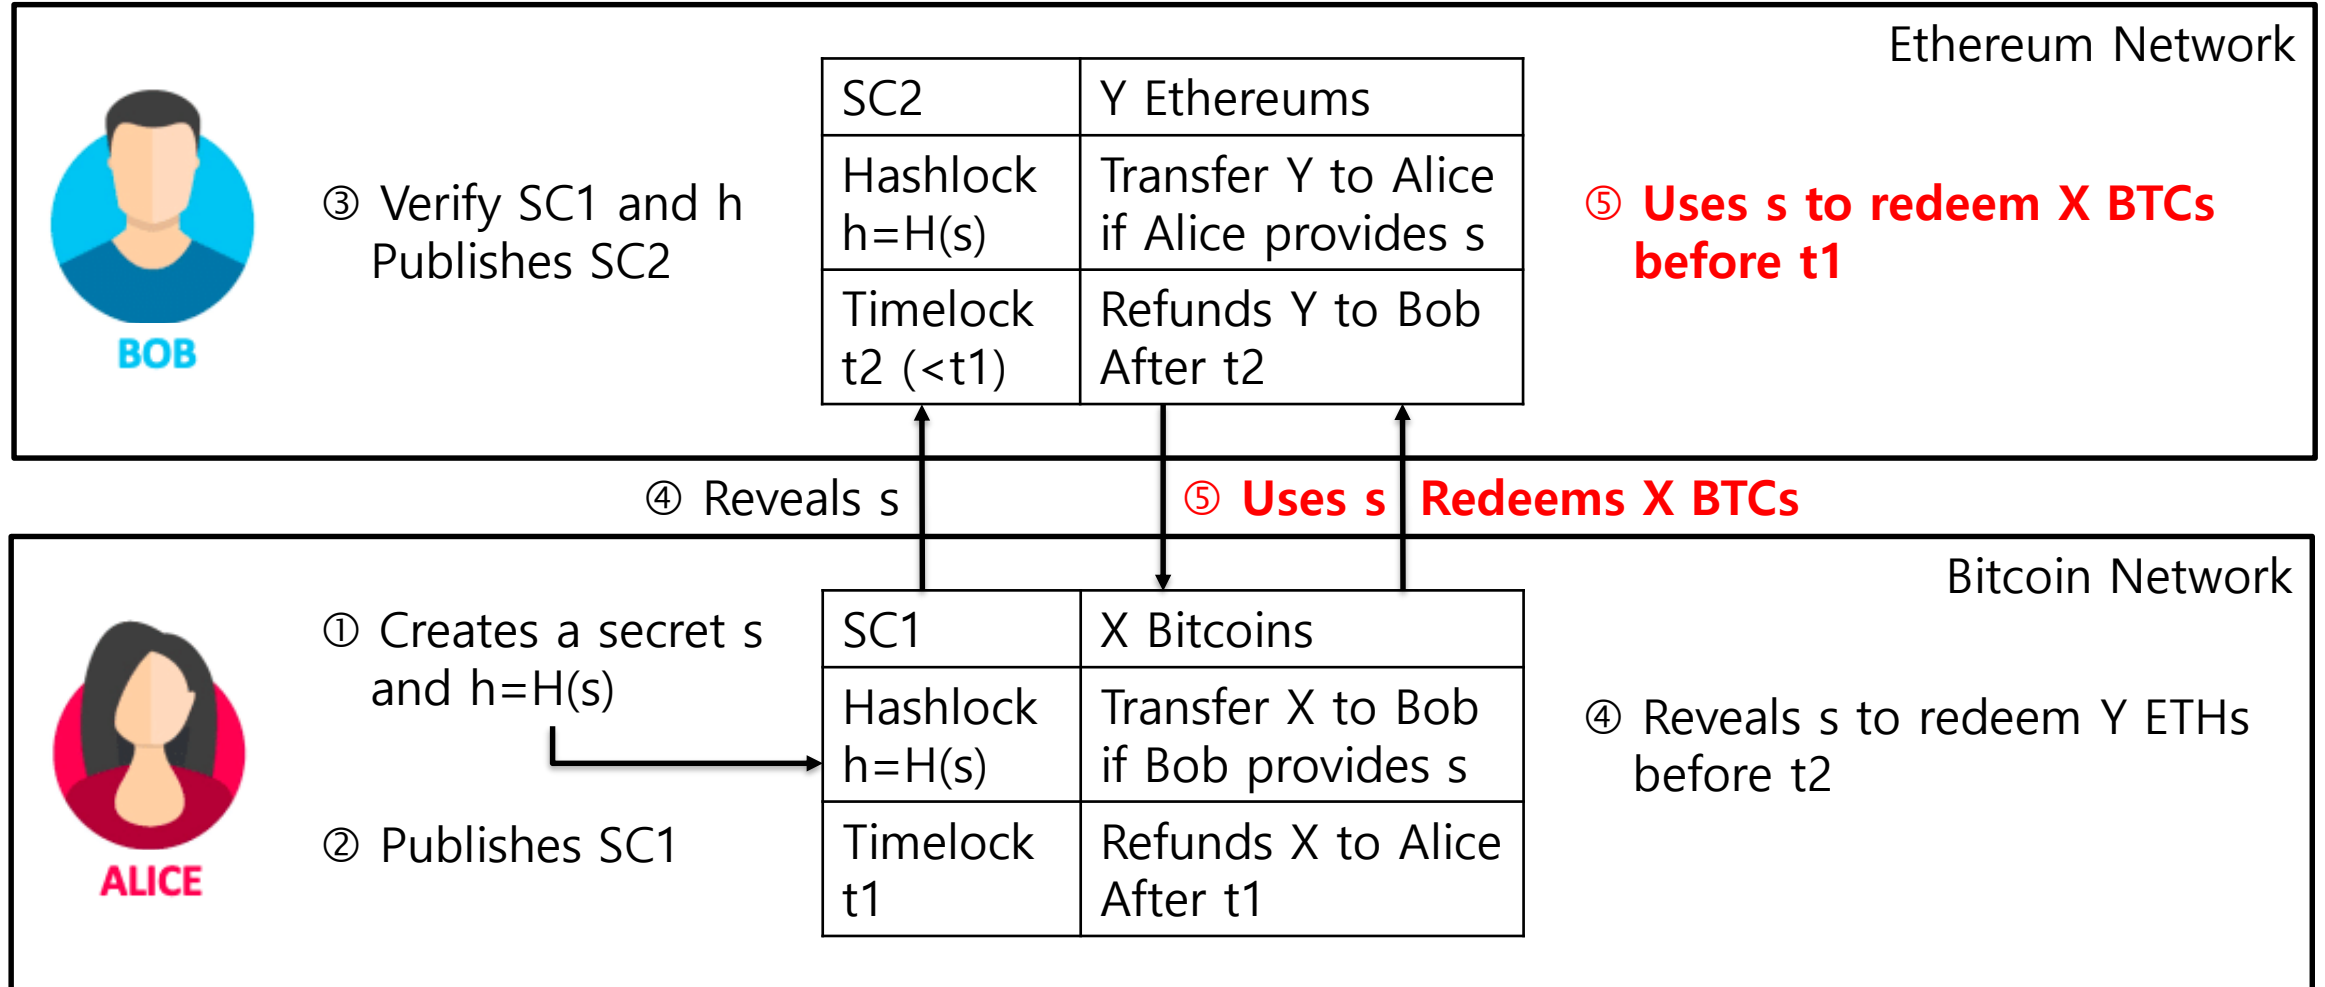 Ethereum Network
BOB
③ Verify SC1 and h
Publishes SC2
SC2
Y Ethereums
Hashlock
h=H(s)
Transfer Y to Alice
if Alice provides s
Timelock
t2 (<t1)
Refunds Y to Bob
After t2
⑤ Uses s to redeem X BTCs
before t1
④ Reveals s
⑤ Uses s
Redeems X BTCs
Bitcoin Network
ALICE
① Creates a secret s
and h=H(s)
② Publishes SC1
SC1
X Bitcoins
Hashlock
h=H(s)
Transfer X to Bob
if Bob provides s
Timelock
t1
Refunds X to Alice
After t1
④ Reveals s to redeem Y ETHs
before t2